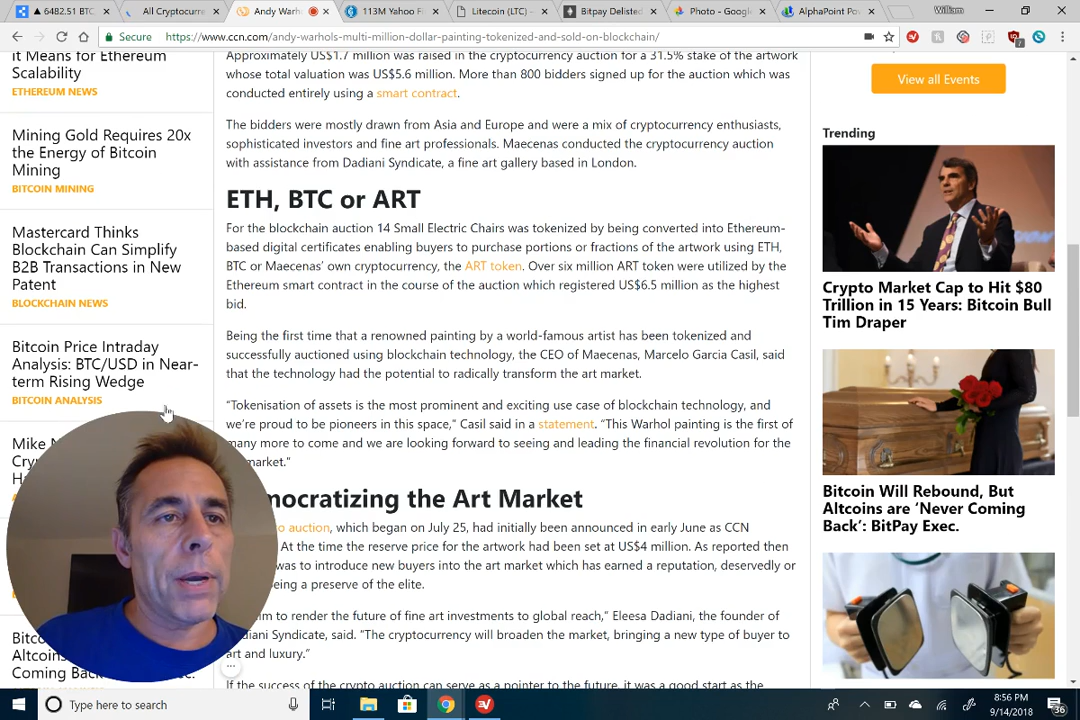 6482.51 BTC
All Cryptocurre
Andy Warh
113M Yahoo F
Litecoin (LTC) -
Bitpay Delisted
Photo - Googl
AlphaPoint Po
William
Secure
https://www.ccn.com/andy-warhols-multi-million-dollar-painting-tokenized-and-sold-on-blockchain/
it Means for Ethereum
Scalability
ETHEREUM NEWS
Mining Gold Requires 20x
the Energy of Bitcoin
Mining
BITCOIN MINING
Mastercard Thinks
Blockchain Can Simplify
B2B Transactions in New
Patent
BLOCKCHAIN NEWS
Bitcoin Price Intraday
Analysis: BTC/USD in Near-
term Rising Wedge
BITCOIN ANALYSIS
Mike
Altcoins
Coming Back
Exec.
Approximately US$1.7 million was raised in the cryptocurrency auction for a 31.5% stake of the artwork
whose total valuation was US$5.6 million. More than 800 bidders signed up for the auction which was
conducted entirely using a smart contract.
The bidders were mostly drawn from Asia and Europe and were a mix of cryptocurrency enthusiasts,
sophisticated investors and fine art professionals. Maecenas conducted the cryptocurrency auction
with assistance from Dadiani Syndicate, a fine art gallery based in London.
ETH, BTC or ART
For the blockchain auction 14 Small Electric Chairs was tokenized by being converted into Ethereum-
based digital certificates enabling buyers to purchase portions or fractions of the artwork using ETH,
BTC or Maecenas' own cryptocurrency, the ART token. Over six million ART token were utilized by the
Ethereum smart contract in the course of the auction which registered US$6.5 million as the highest
bid.
Being the first time that a renowned painting by a world-famous artist has been tokenized and
successfully auctioned using blockchain technology, the CEO of Maecenas, Marcelo Garcia Casil, said
that the technology had the potential to radically transform the art market.
“Tokenisation of assets is the most prominent and exciting use case of blockchain technology, and
we’re proud to be pioneers in this space,” Casil said in a statement. “This Warhol painting is the first of
many more to come and we are looking forward to seeing and leading the financial revolution for the
market.”
mocratizing the Art Market
auction, which began on July 25, had initially been announced in early June as CCN
At the time the reserve price for the artwork had been set at US$4 million. As reported then
was to introduce new buyers into the art market which has earned a reputation, deservedly or
eing a preserve of the elite.
im to render the future of fine art investments to global reach,” Eleesa Dadiani, the founder of
diani Syndicate, said. “The cryptocurrency will broaden the market, bringing a new type of buyer to
art and luxury.”
...
If the success of the crypto auction can serve as a pointer to the future, it was a good start as the
View all Events
Trending
Crypto Market Cap to Hit $80
Trillion in 15 Years: Bitcoin Bull
Tim Draper
Bitcoin Will Rebound, But
Altcoins are ‘Never Coming
Back’: BitPay Exec.
Type here to search
8:56 PM
9/14/2018
36